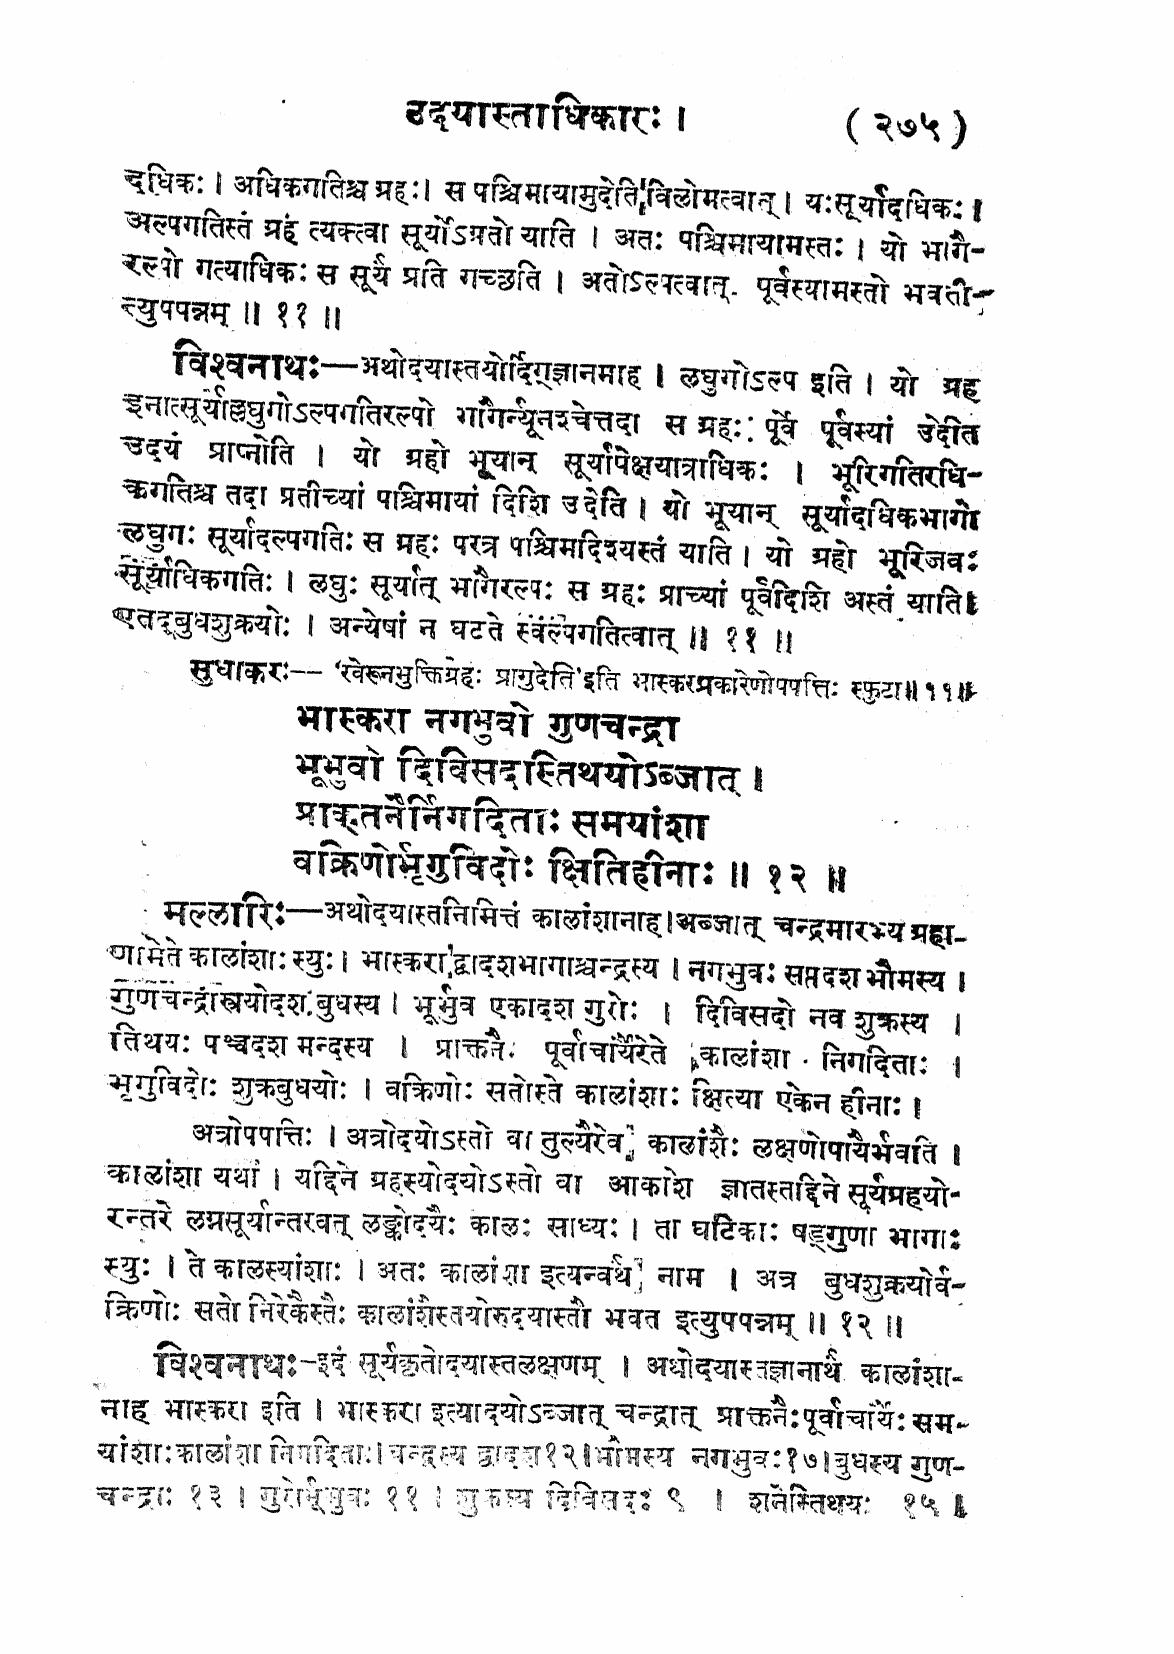 उदयास्ताधिकारः । (२७५)
दधिकः । अधिकगतिश्च ग्रहः। स पश्चिमायामुदेति विलोमत्वात् । यःसूर्यादधिकः ।
अल्पगतिस्तं ग्रहं त्यक्त्वा सूर्योऽग्रतो याति । अतः पश्चिमायामस्तः । यो भागै-
रल्पो गत्याधिकः स सूर्यं प्रति गच्छति । अतोऽल्पत्वात् पूर्वस्यामस्तो भवती-
त्युपपन्नम् ॥ ११ ॥
विश्वनाथः—अथोदयास्तयोर्दिग्ज्ञानमाह । लघुगोऽल्प इति । यो ग्रह
इनात्सूर्याल्लघुगोऽल्पगतिरल्पो गार्गैर्न्यूनश्चेत्तदा स ग्रहः पूर्वे पूर्वस्यां उदेति
उदयं प्राप्नोति । यो ग्रहो भूयान् सूर्यापेक्षयात्राधिकः । भूरिगतिरधि-
कगतिश्च तदा प्रतीच्यां पश्चिमायां दिशि उदेति । यो भूयान् सूर्यादधिकभागो
लघुगः सूर्यादल्पगतिः स ग्रहः परत्र पश्चिमदिश्यस्तं याति । यो ग्रहो भूरिजवः
सूर्याधिकगतिः । लघुः सूर्यात् भागैरल्पः स ग्रहः प्राच्यां पूर्वदिशि अस्तं याति।
एतद्बुधशुक्रयोः । अन्येषां न घटते स्वल्पगतित्वात् ॥ ११ ॥
सुधाकरः-- ‘रवेरूनभुक्तिर्ग्रहः प्रागुदेति’ इति भास्करप्रकारेणोपपत्तिः स्फुटा॥ ११॥
भास्करा नगभुवो गुणचन्द्रा
भूभुवो दिविसदास्तिथयोऽब्जात् ।
प्राक्तनैर्निगदिताः समयांशा
वक्रिणोर्भृगुविदोः क्षितिहीनाः ॥ १२ ॥
मल्लारिः—अथोदयास्तनिमित्तं कालांशानाह।अब्जात् चन्द्रमारभ्य ग्रहा-
णामेते कालांशाः स्युः । भास्करा द्वादशभागाश्चन्द्रस्य । नगभुवः सप्तदश भौमस्य ।
गुणचन्द्रास्त्रयोदश बुधस्य । भूर्भुव एकादश गुरोः । दिविसदो नव शुक्रस्य ।
तिथयः पञ्चदश मन्दस्य । प्राक्तनैः पूर्वाचार्यैरेते कालांशा निगदिताः ।
भृगुविदोः शुक्रबुधयोः । वक्रिणोः सतोस्ते कालांशाः क्षित्या एकेन हीनाः ।
अत्रोपपत्तिः । अत्रोदयोऽस्तो वा तुल्यैरेव कालांशैः लक्षणोपायैर्भवति ।
कालांशा यथा । यद्दिने ग्रहस्योदयोऽस्तो वा आकाशे ज्ञातस्तद्दिने सूर्यग्रहयो-
रन्तरे लग्नसूर्यान्तरवत् लङ्कोदयैः कालः साध्यः । ता घटिकाः षड्गुणा भागाः
स्युः । ते कालस्यांशाः । अतः कालांशा इत्यन्वर्थं नाम । अत्र बुधशुक्रयोर्व-
क्रिणोः सतो निरेकैस्तैः कालांशैस्तयोरुदयास्तौ भवत इत्युपपन्नम् ॥ १२ ॥
विश्वनाथः-इदं सूर्यकृतोदयास्तलक्षणम् । अथोदयास्तज्ञानार्थं कालांशा-
नाह भास्करा इति । भास्करा इत्यादयोऽब्जात् चन्द्रात् प्राक्तनैःपूर्वाचार्यैः सम-
यांशाःकालांशा निगदिताः।चन्द्रस्य द्वादश१२।भौमस्य नगभुवः१७।बुधस्य गुण-
चन्द्राः १३ । गुरोर्भूभुवः ११ । शुक्रस्य दिविसदः ९ । शनेस्तिथयः १५ ।